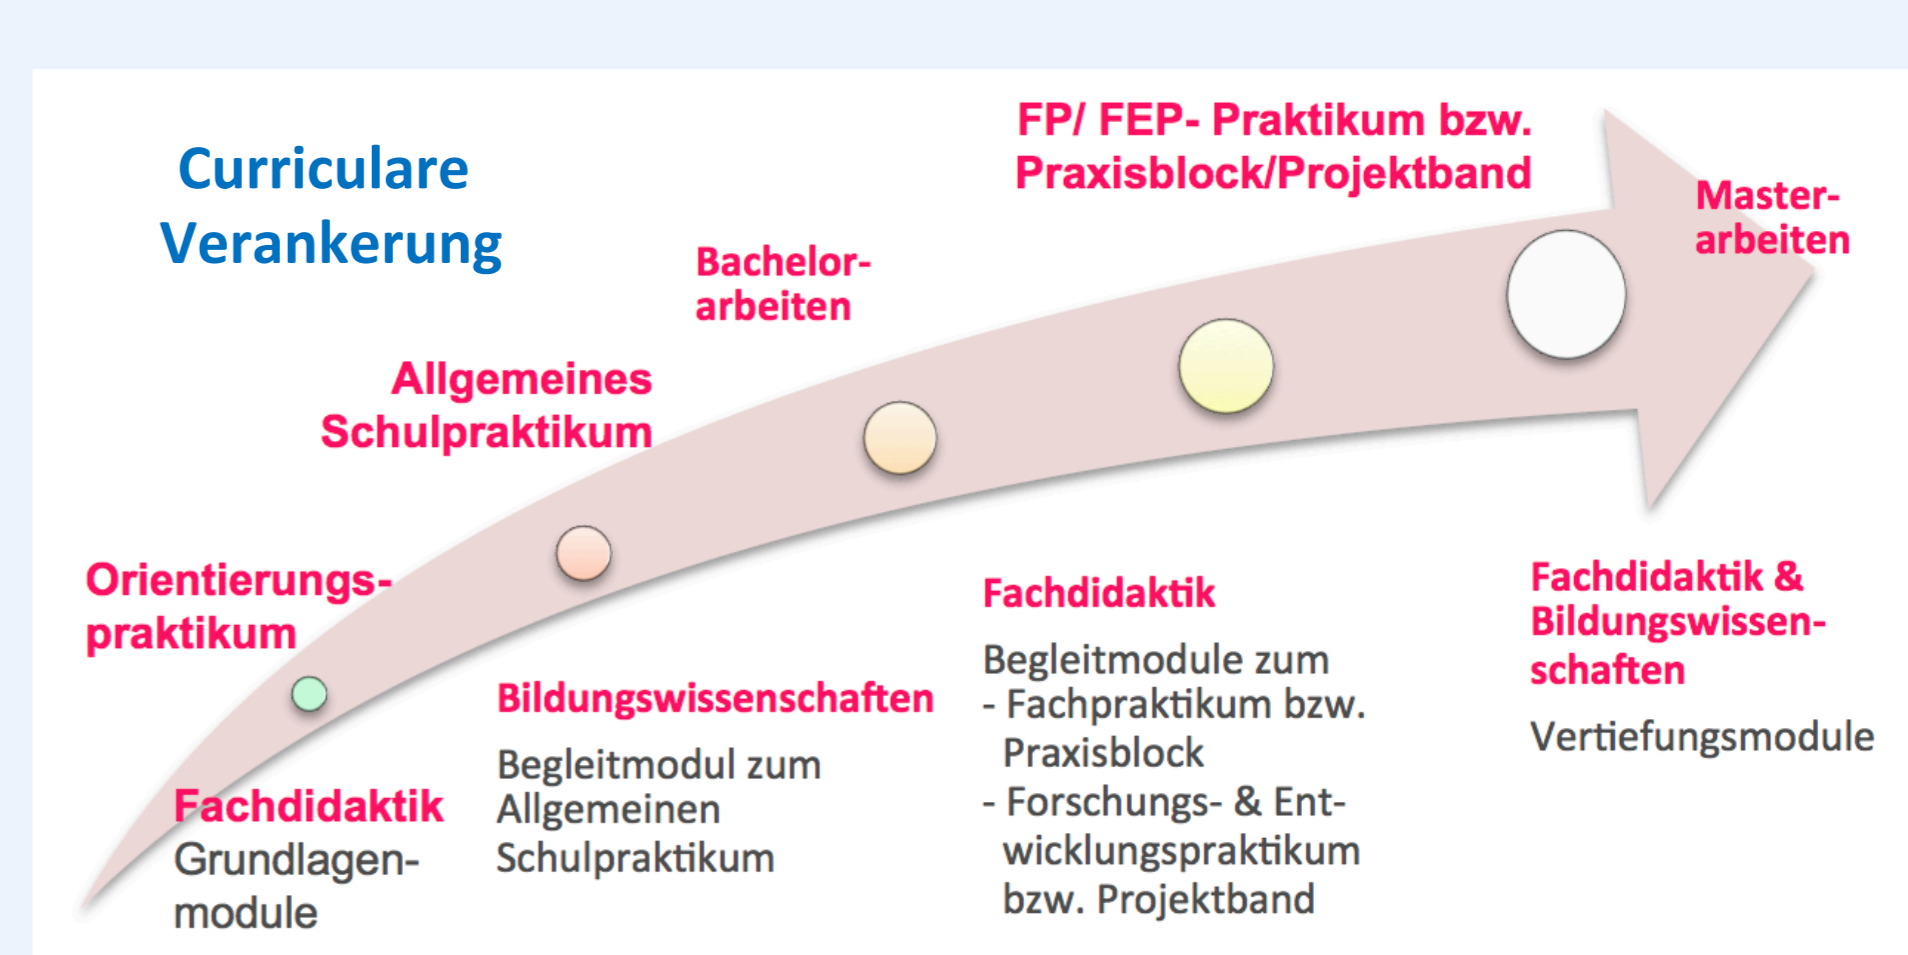 Curriculare
Verankerung
Orientierungs-
praktikum
Allgemeines
Schulpraktikum
Bachelor-
arbeiten
FP/ FEP- Praktikum bzw.
Praxisblock/Projektband
Master-
arbeiten
Fachdidaktik
Grundlagen-
module
Bildungswissenschaften
Begleitmodul zum
Allgemeinen
Schulpraktikum
Fachdidaktik
Begleitmodule zum
- Fachpraktikum bzw.
Praxisblock
- Forschungs- & Ent-
wicklungspraktikum
bzw. Projektband
Fachdidaktik &
Bildungswissen-
schaften
Vertiefungsmodule